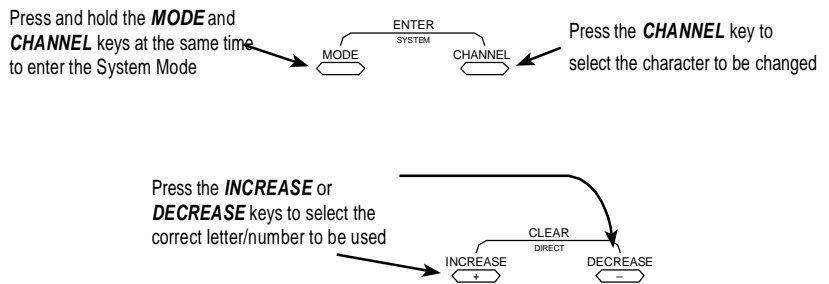 Press and hold the MODE and
CHANNEL keys at the same time
to enter the System Mode
ENTER
SYSTEM
MODE
CHANNEL
Press the CHANNEL key to
select the character to be changed
Press the INCREASE or
DECREASE keys to select the
correct letter/number to be used
CLEAR
DIRECT
INCREASE
DECREASE
+
–